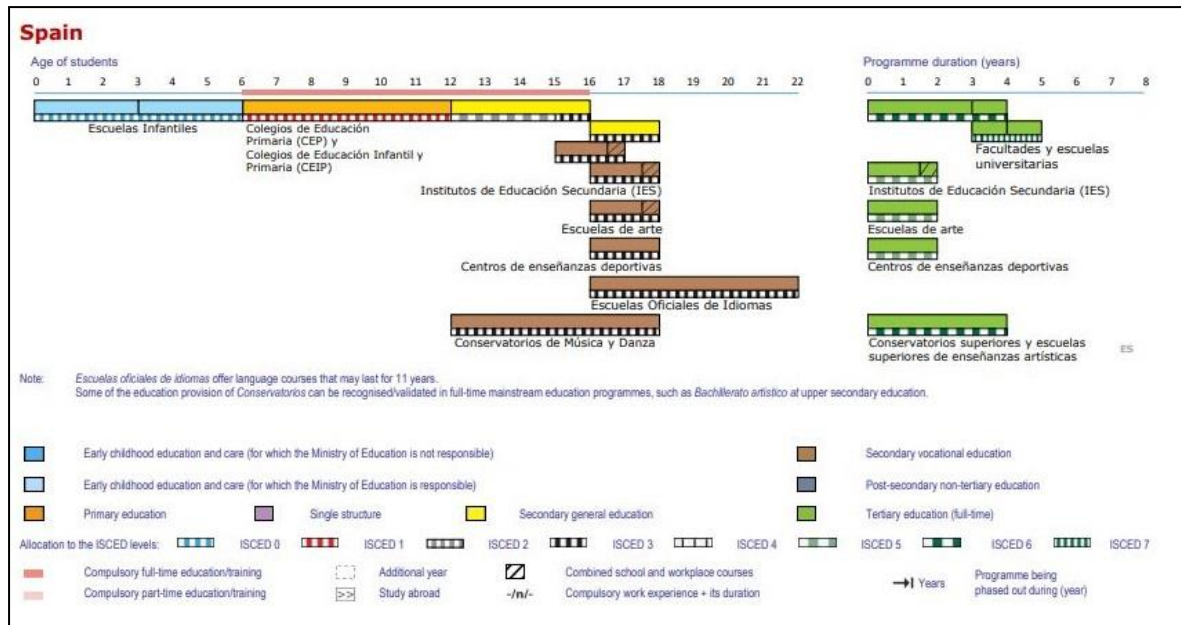 Spain
Age of students
Programme duration (years)
0 1 2 3 4 5 6 7 8 9 10 11 12 13 14 15 16 17 18 19 20 21 22
0 1 2 3 4 5 6 7 8
Escuelas Infantiles
Colegios de Educación
Primaria (CEP) y
Colegios de Educación Infantil y
Primaria (CEIP)
Institutos de Educación Secundaria (IES)
Escuelas de arte
Centros de enseñanzas deportivas
Escuelas Oficiales de Idiomas
Conservatorios de Música y Danza
Facultades y escuelas
universitarias
Institutos de Educación Secundaria (IES)
Escuelas de arte
Centros de enseñanzas deportivas
Conservatorios superiores y escuelas
superiores de enseñanzas artísticas
ES
Note: Escuelas oficiales de idiomas offer language courses that may last for 11 years.
Some of the education provision of Conservatorios can be recognised/validated in full-time mainstream education programmes, such as Bachillerato artistico at upper secondary education.
Early childhood education and care (for which the Ministry of Education is not responsible)
Secondary vocational education
Early childhood education and care (for which the Ministry of Education is responsible)
Post-secondary non-tertiary education
Primary education
Single structure
Secondary general education
Tertiary education (full-time)
Allocation to the ISCED levels: ISCED 0 ISCED 1 ISCED 2 ISCED 3 ISCED 4 ISCED 5 ISCED 6 ISCED 7
Compulsory full-time education/training
Additional year
Combined school and workplace courses
Years
Programme being
phased out during (year)
Compulsory part-time education/training
>> Study abroad
-/n/- Compulsory work experience + its duration